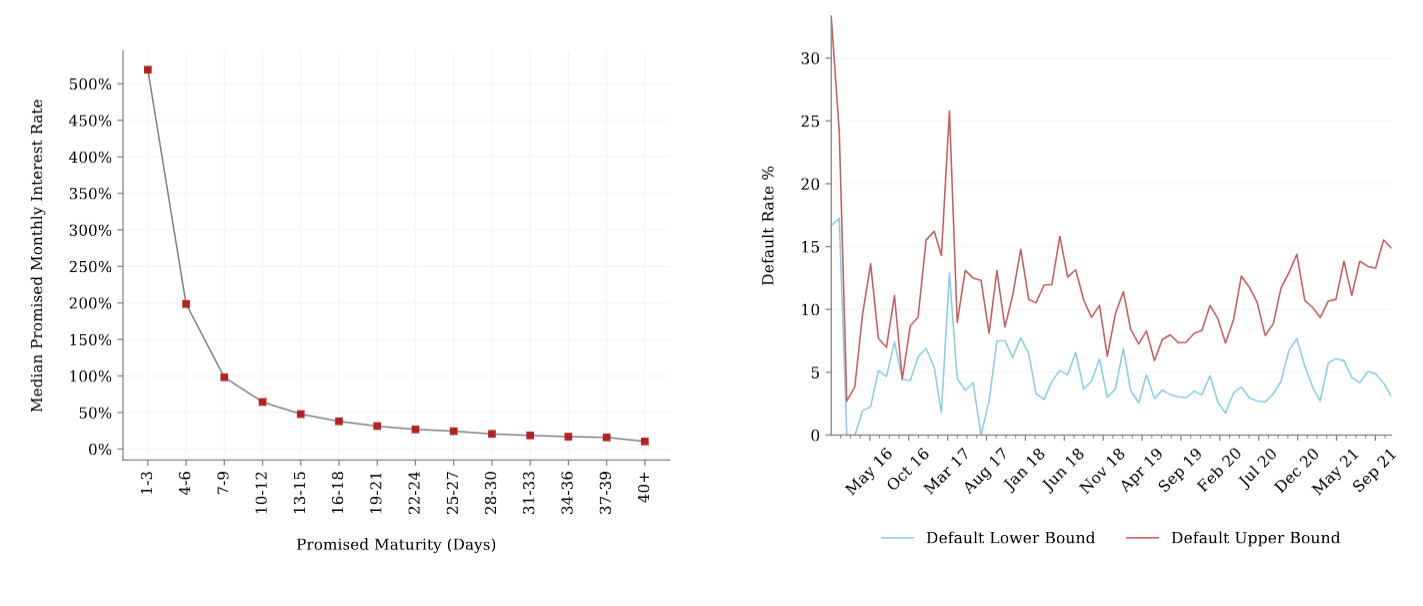 Median Promised Monthly Interest Rate
500%
450%
400%
350%
300%
250%
200%
150%
100%
50%
0%
1-3
4-6
7-9
10-12
13-15
16-18
19-21
22-24
25-27
28-30
31-33
34-36
37-39
40+
Promised Maturity (Days)
Default Rate %
30
25
20
15
10
5
0
May 16
Oct 16
Mar 17
Aug 17
Jan 18
Jun 18
Nov 18
Apr 19
Sep 19
Feb 20
Jul 20
Dec 20
May 21
Sep 21
Default Lower Bound
Default Upper Bound